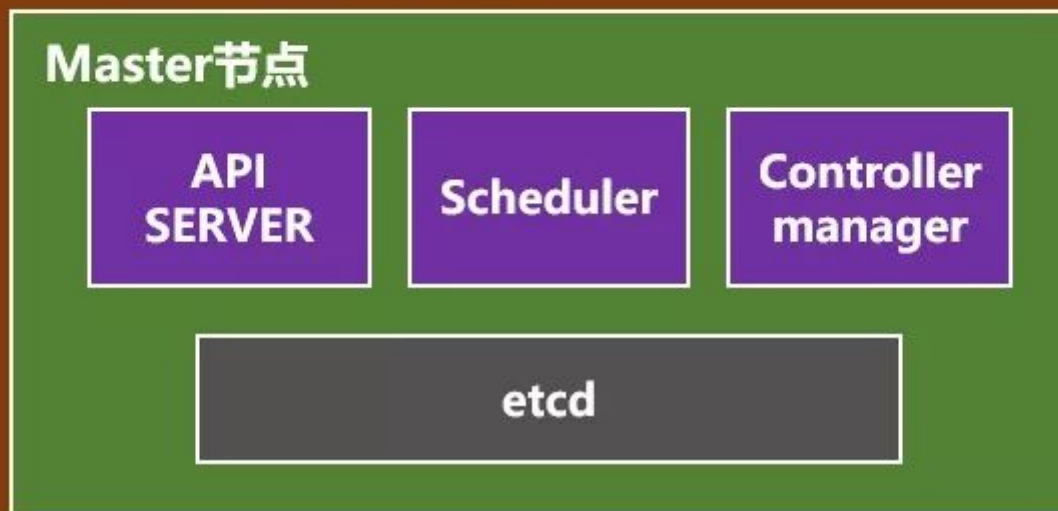 Master节点
API
SERVER
Scheduler
Controller
manager
etcd